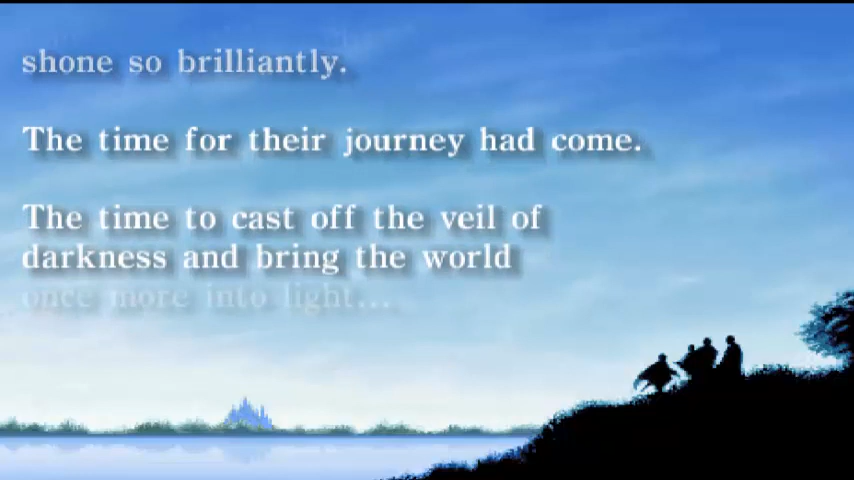 shone so brilliantly.
The time for their journey had come.
The time to cast off the veil of
darkness and bring the world
once more into light...